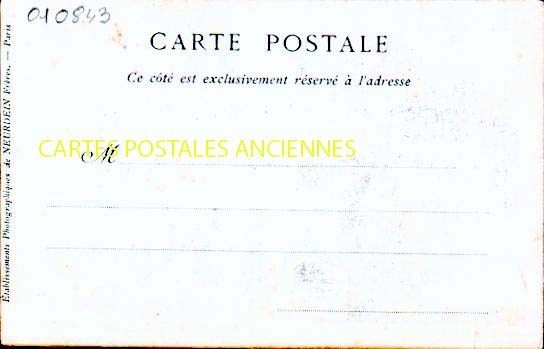 010843
CARTE POSTALE
Ce côté est exclusivement réservé à l'adresse
CARTES POSTALES ANCIENNES
M
Établissements Photographiques de NEURDEIN Frères. — Paris